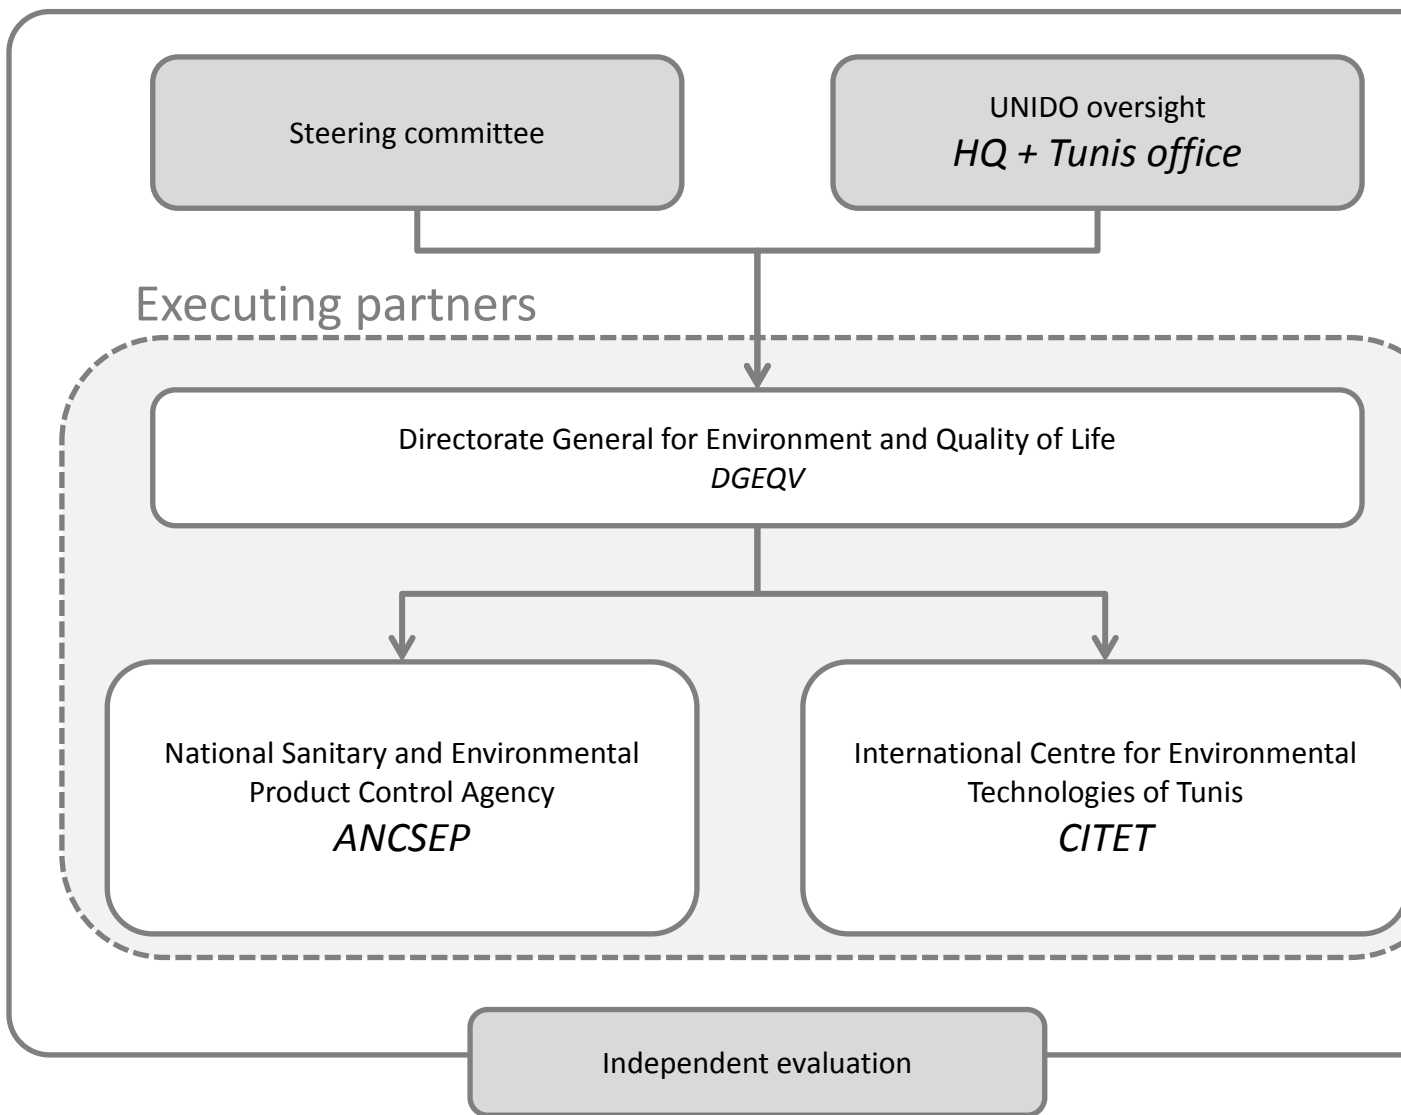 Steering committee
UNIDO oversight
HQ + Tunis office
Executing partners
Directorate General for Environment and Quality of Life
DGEQV
National Sanitary and Environmental
Product Control Agency
ANCSEP
International Centre for Environmental
Technologies of Tunis
CITET
Independent evaluation